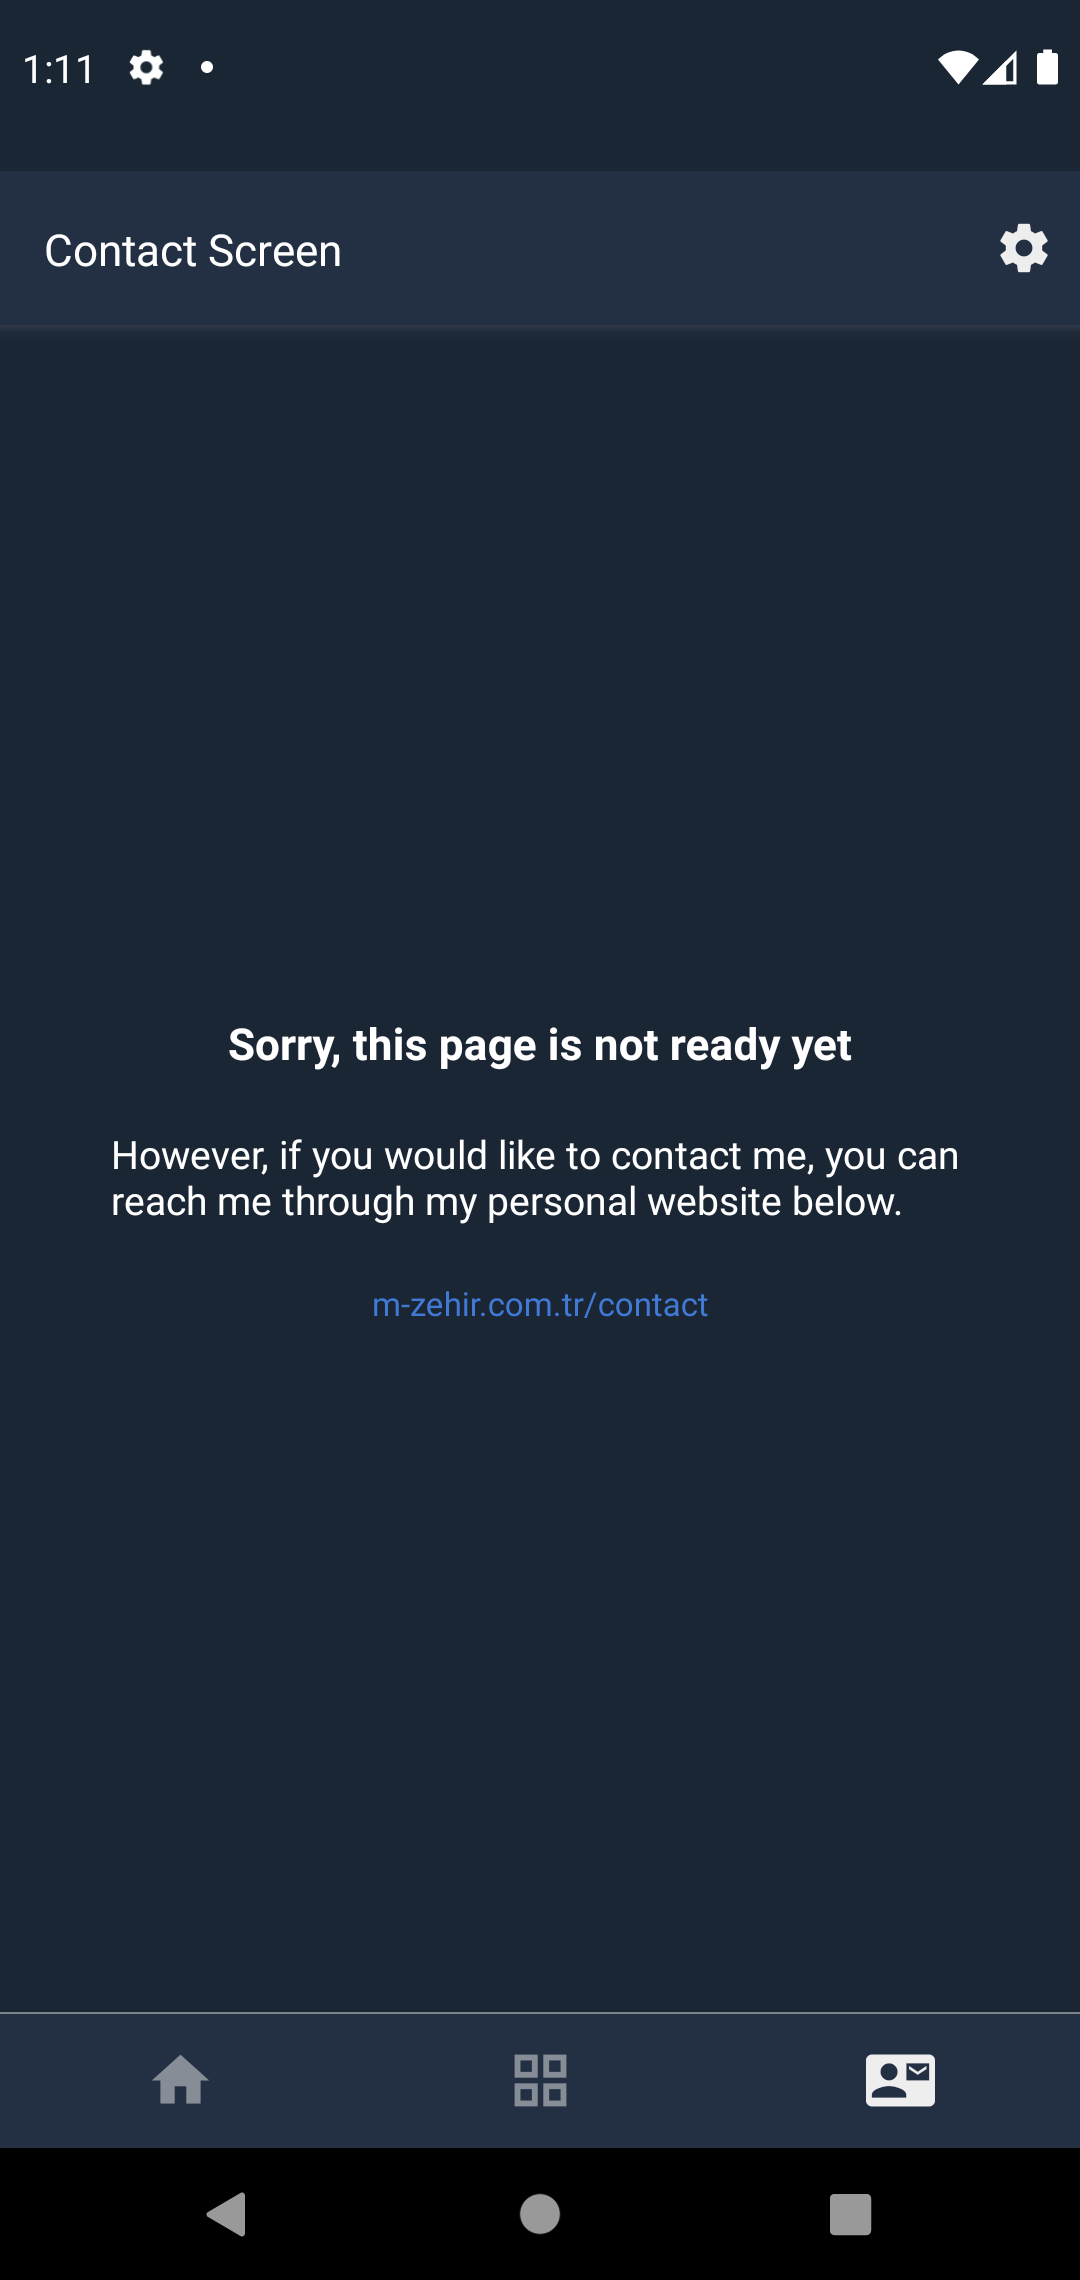 1:11
Contact Screen
Sorry, this page is not ready yet
However, if you would like to contact me, you can
reach me through my personal website below.
m-zehir.com.tr/contact